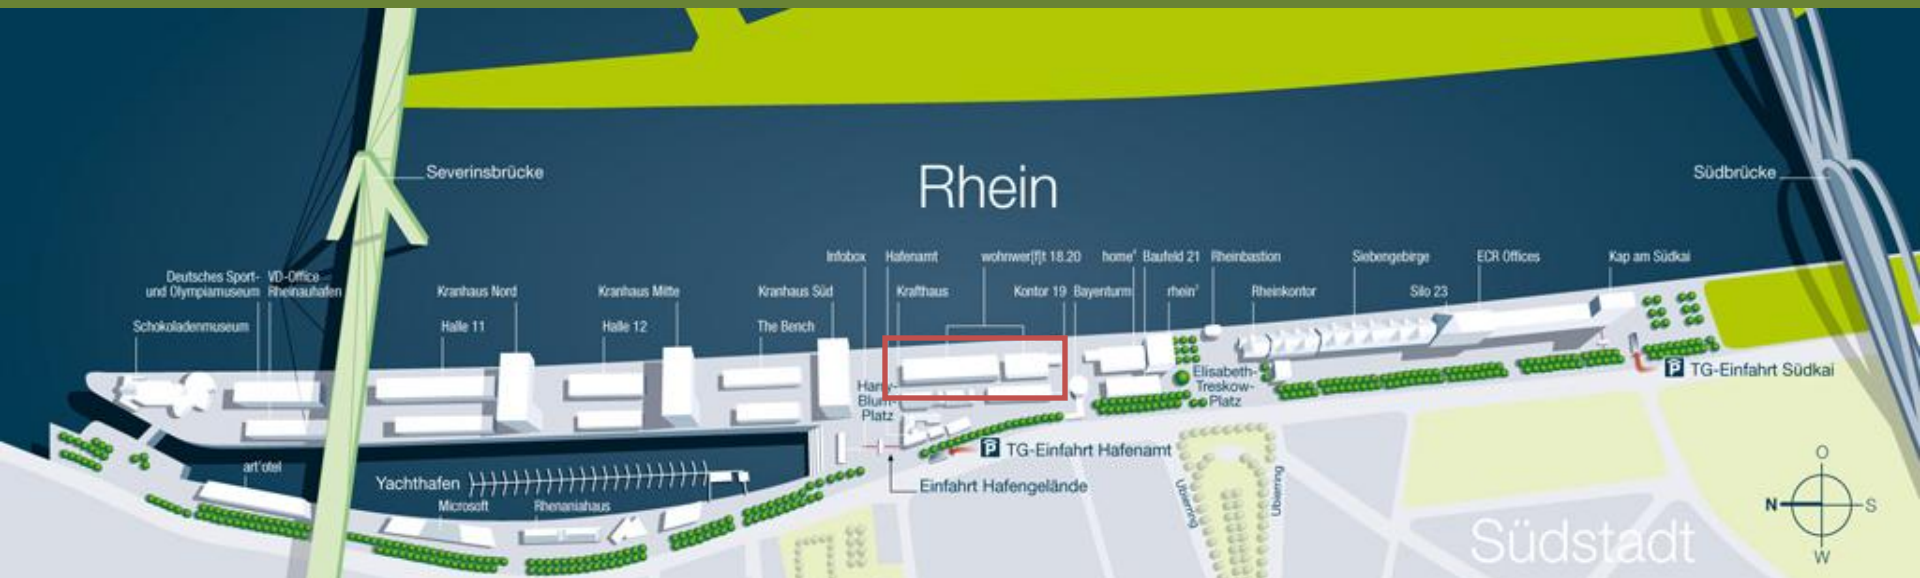 Severinsbrücke
Rhein
Südbrücke
Infobox
Hafenamt
wohnwer[f]t 18.20
home⁴
Baufeld 21
Rheinbastion
Siebengebirge
ECR Offices
Kap am Südkai
Deutsches Sport-
und Olympiamuseum
VD-Office
Rheinauhafen
Kranhaus Nord
Kranhaus Mitte
Kranhaus Süd
Krafthaus
Kontor 19
Bayenturm
rhein³
Rheinkontor
Silo 23
Schokoladenmuseum
Halle 11
Halle 12
The Bench
Harry-
Blum-
Platz
Elisabeth-
Treskow-
Platz
P TG-Einfahrt Südkai
P TG-Einfahrt Hafenamt
Einfahrt Hafengelände
art'otel
Yachthafen
Microsoft
Rhenaniahaus
Ubierring
Ubierring
Südstadt
O
N
S
W